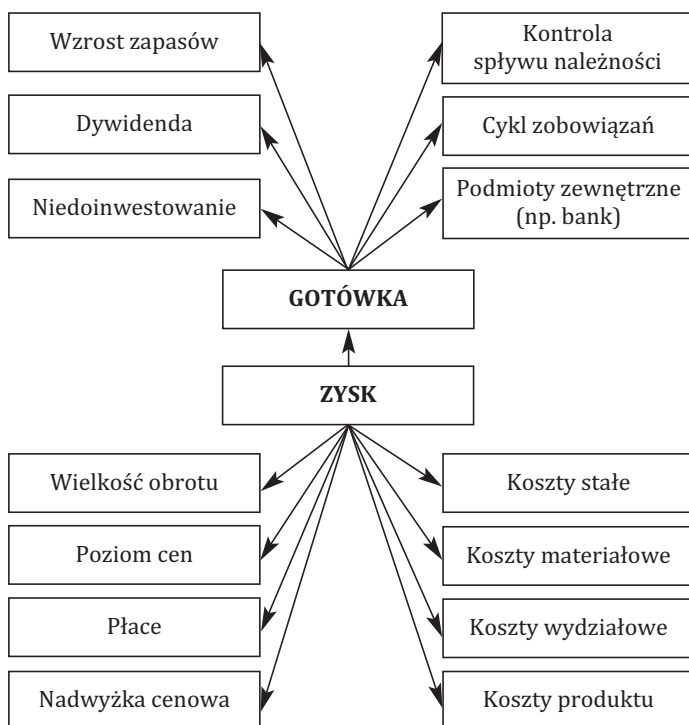 Wzrost zapasów
Kontrola
spływu należności
Dywidenda
Cykl zobowiązań
Niedoinwestowanie
Podmioty zewnętrzne
(np. bank)
GOTÓWKA
ZYSK
Wielkość obrotu
Koszty stałe
Poziom cen
Koszty materiałowe
Płace
Koszty wydziałowe
Nadwyżka cenowa
Koszty produktu